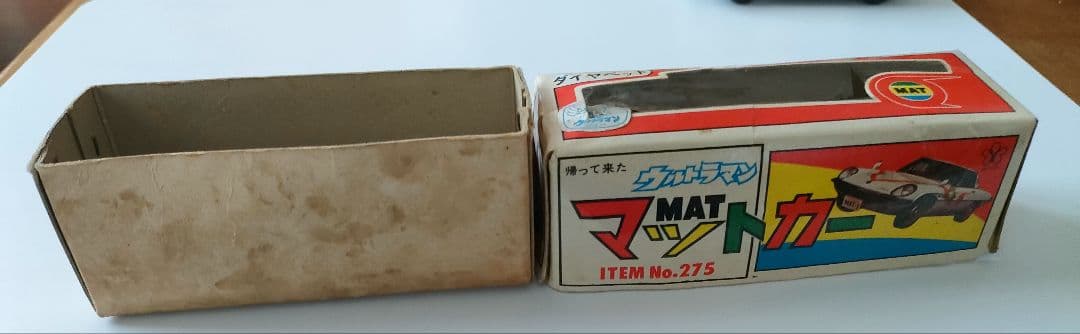 ダイヤペット
MAT
帰って来た
ウルトラマン
MAT
マットカー
ITEM No.275